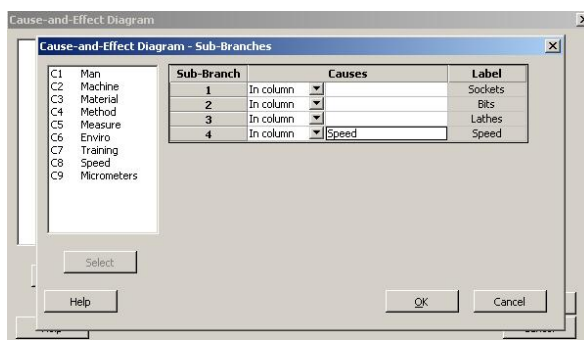 Cause-and-Effect Diagram
Cause-and-Effect Diagram - Sub-Branches
C1 Man
C2 Machine
C3 Material
C4 Method
C5 Measure
C6 Enviro
C7 Training
C8 Speed
C9 Micrometers
Sub-Branch Causes Label
1 In column Sockets
2 In column Bits
3 In column Lathes
4 In column Speed Speed
Select
Help OK Cancel